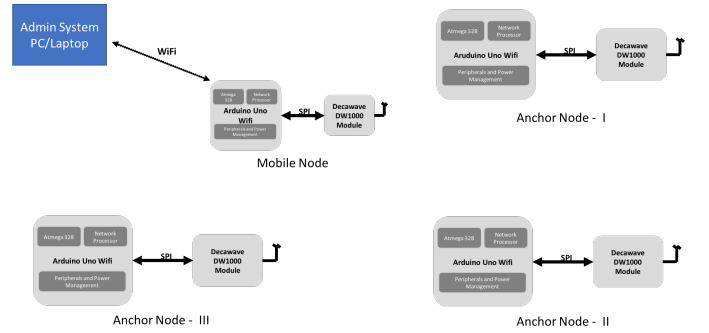 Admin System
PC/Laptop
WiFi
Atmega
328
Network
Processor
Arduino Uno
Wifi
Peripherals and Power
Management
SPI
Decawave
DW1000
Module
Mobile Node
Atmega 328
Network
Processor
Aruduino Uno Wifi
Peripherals and Power
Management
SPI
Decawave
DW1000
Module
Anchor Node - I
Atmega 328
Network
Processor
Arduino Uno Wifi
Peripherals and Power
Management
SPI
Decawave
DW1000
Module
Anchor Node - III
Atmega 328
Network
Processor
Arduino Uno Wifi
Peripherals and Power
Management
SPI
Decawave
DW1000
Module
Anchor Node - II